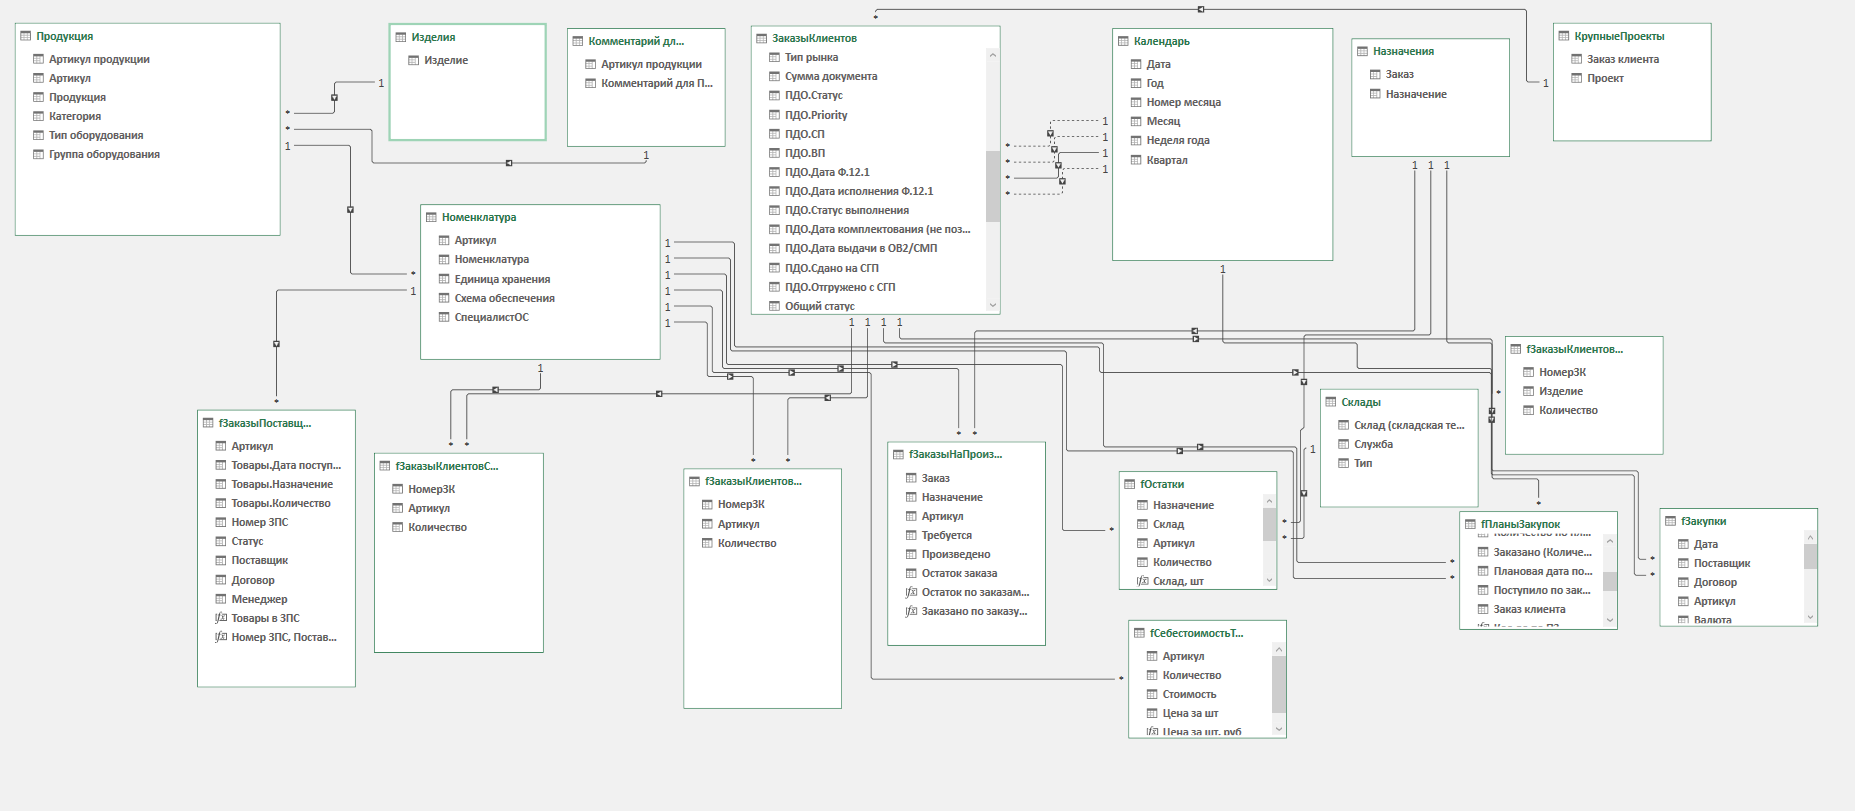 Продукция
Артикул продукции
Артикул
Продукция
Категория
Тип оборудования
Группа оборудования
Изделия
Изделие
Комментарий дл...
Артикул продукции
Комментарий для П...
ЗаказыКлиентов
Тип рынка
Сумма документа
ПДО.Статус
ПДО.Priority
ПДО.СП
ПДО.ВП
ПДО.Дата Ф.12.1
ПДО.Дата исполнения Ф.12.1
ПДО.Статус выполнения
ПДО.Дата комплектования (не поз...
ПДО.Дата выдачи в ОВ2/СМП
ПДО.Сдано на СГП
ПДО.Отгружено с СГП
Общий статус
Календарь
Дата
Год
Номер месяца
Месяц
Неделя года
Квартал
Назначения
Заказ
Назначение
КрупныеПроекты
Заказ клиента
Проект
Номенклатура
Артикул
Номенклатура
Единица хранения
Схема обеспечения
СпециалистОС
fЗаказыПоставщ...
Артикул
Товары.Дата поступ...
Товары.Назначение
Товары.Количество
Номер ЗПС
Статус
Поставщик
Договор
Менеджер
Товары в ЗПС
Номер ЗПС, Постав...
fЗаказыКлиентовС...
НомерЗК
Артикул
Количество
fЗаказыКлиентов...
НомерЗК
Артикул
Количество
fЗаказыНаПроиз...
Заказ
Назначение
Артикул
Требуется
Произведено
Остаток заказа
Остаток по заказам...
Заказано по заказу...
fОстатки
Назначение
Склад
Артикул
Количество
Склад, шт
fСебестоимостьТ...
Артикул
Количество
Стоимость
Цена за шт
Цена за шт. руб
Склады
Склад (складская те...
Служба
Тип
fЗаказыКлиентов...
НомерЗК
Изделие
Количество
fПланыЗакупок
Заказано (Количе...
Плановая дата по...
Поступило по зак...
Заказ клиента
fЗакупки
Дата
Поставщик
Договор
Артикул
Валюта